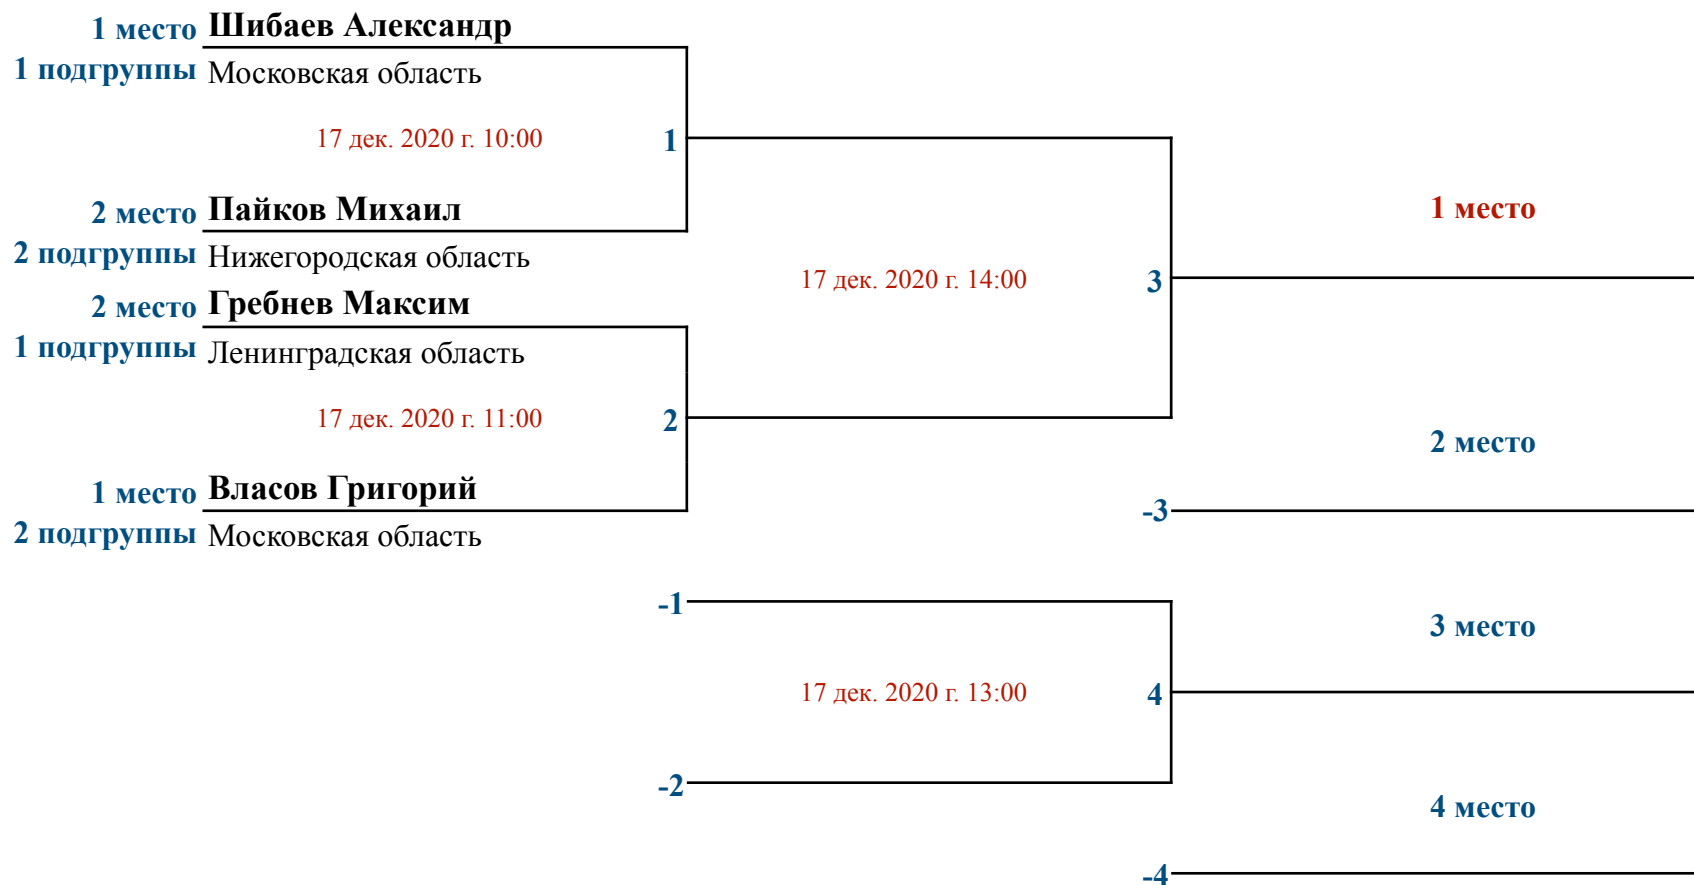 1 место Шибаев Александр
1 подгруппы Московская область
17 дек. 2020 г. 10:00
1
2 место Пайков Михаил
2 подгруппы Нижегородская область
2 место Гребнев Максим
1 подгруппы Ленинградская область
17 дек. 2020 г. 11:00
2
1 место Власов Григорий
2 подгруппы Московская область
17 дек. 2020 г. 14:00
3
1 место
2 место
-3
-1
17 дек. 2020 г. 13:00
4
-2
3 место
4 место
-4